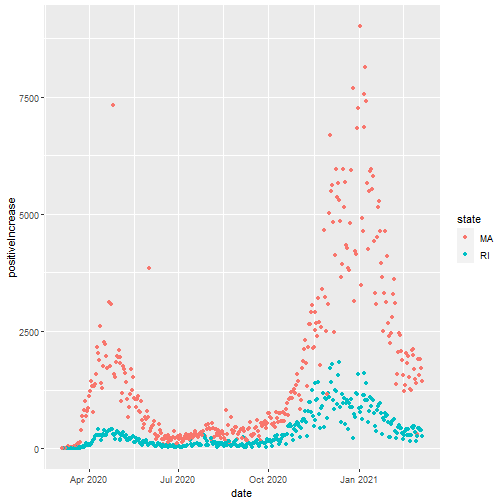 7500
5000
2500
0
positiveIncrease
Apr 2020
Jul 2020
Oct 2020
Jan 2021
date
state
MA
RI